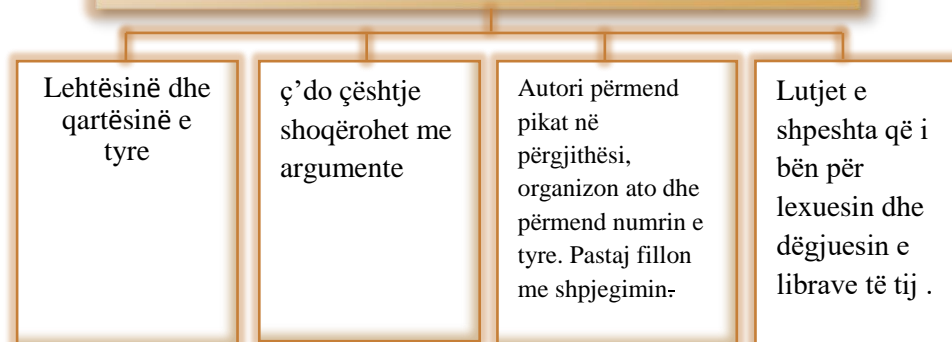 Lehtësinë dhe
qartësinë e
tyre
ç’do çështje
shoqërohet me
argumente
Autori përmend
pikat në
përgjithësi,
organizon ato dhe
përmend numrin e
tyre. Pastaj fillon
me shpjegimin.
Lutjet e
shpeshta që i
bën për
lexuesin dhe
dëgjuesin e
librave të tij .